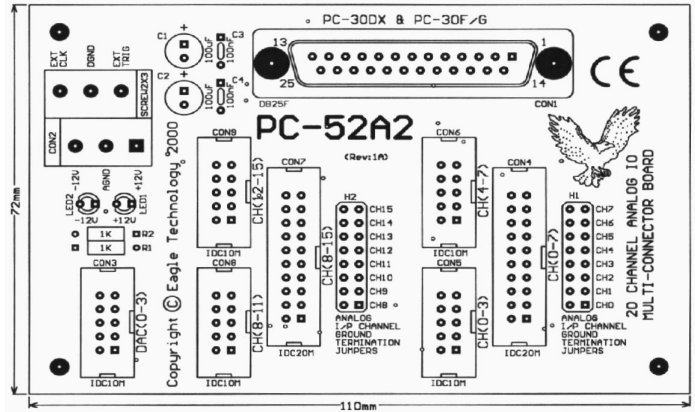 PC-30DX & PC-30F/G
EXT CLK
DGND
EXT TRIG
C1
+
100uF
C3
100nF
C2
+
100uF
C4
100nF
13
1
25
14
DB25F
CON1
CE
SCREW2X3
CON2
-12V
AGND
+12V
LED2
LED1
-12V
+12V
1K
R2
1K
R1
PC-52A2
(Rev:1A)
Copyright © Eagle Technology 2000
CON9
CH(12-15)
IDC10M
CON7
CH(8-15)
IDC20M
H2
CH15
CH14
CH13
CH12
CH11
CH10
CH9
CH8
ANALOG
I/P CHANNEL
GROUND
TERMINATION
JUMPERS
CON6
CH(4-7)
IDC10M
CON4
CH(0-7)
IDC20M
H1
CH7
CH6
CH5
CH4
CH3
CH2
CH1
CH0
ANALOG
I/P CHANNEL
GROUND
TERMINATION
JUMPERS
20 CHANNEL ANALOG IO
MULTI-CONNECTOR BOARD
CON3
DAC(0-3)
IDC10M
CON8
CH(8-11)
IDC10M
CON5
CH(0-3)
IDC10M
72mm
110mm